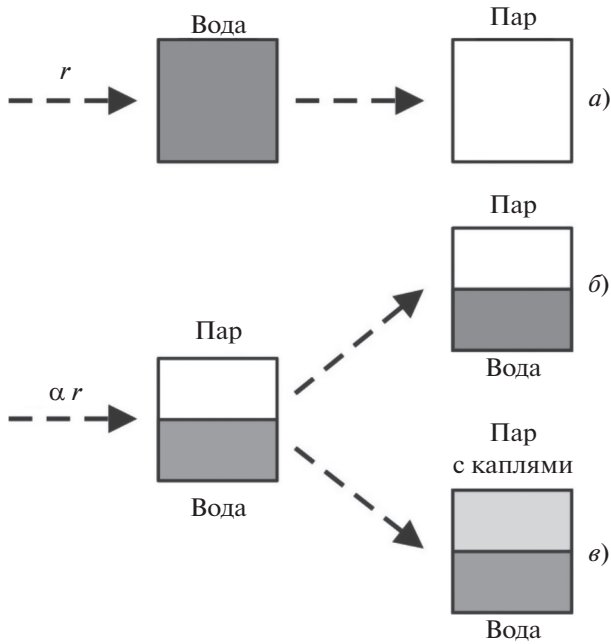 Вода
Пар
r
а)
Пар
б)
Пар
Вода
α r
Пар
с каплями
Вода
в)
Вода